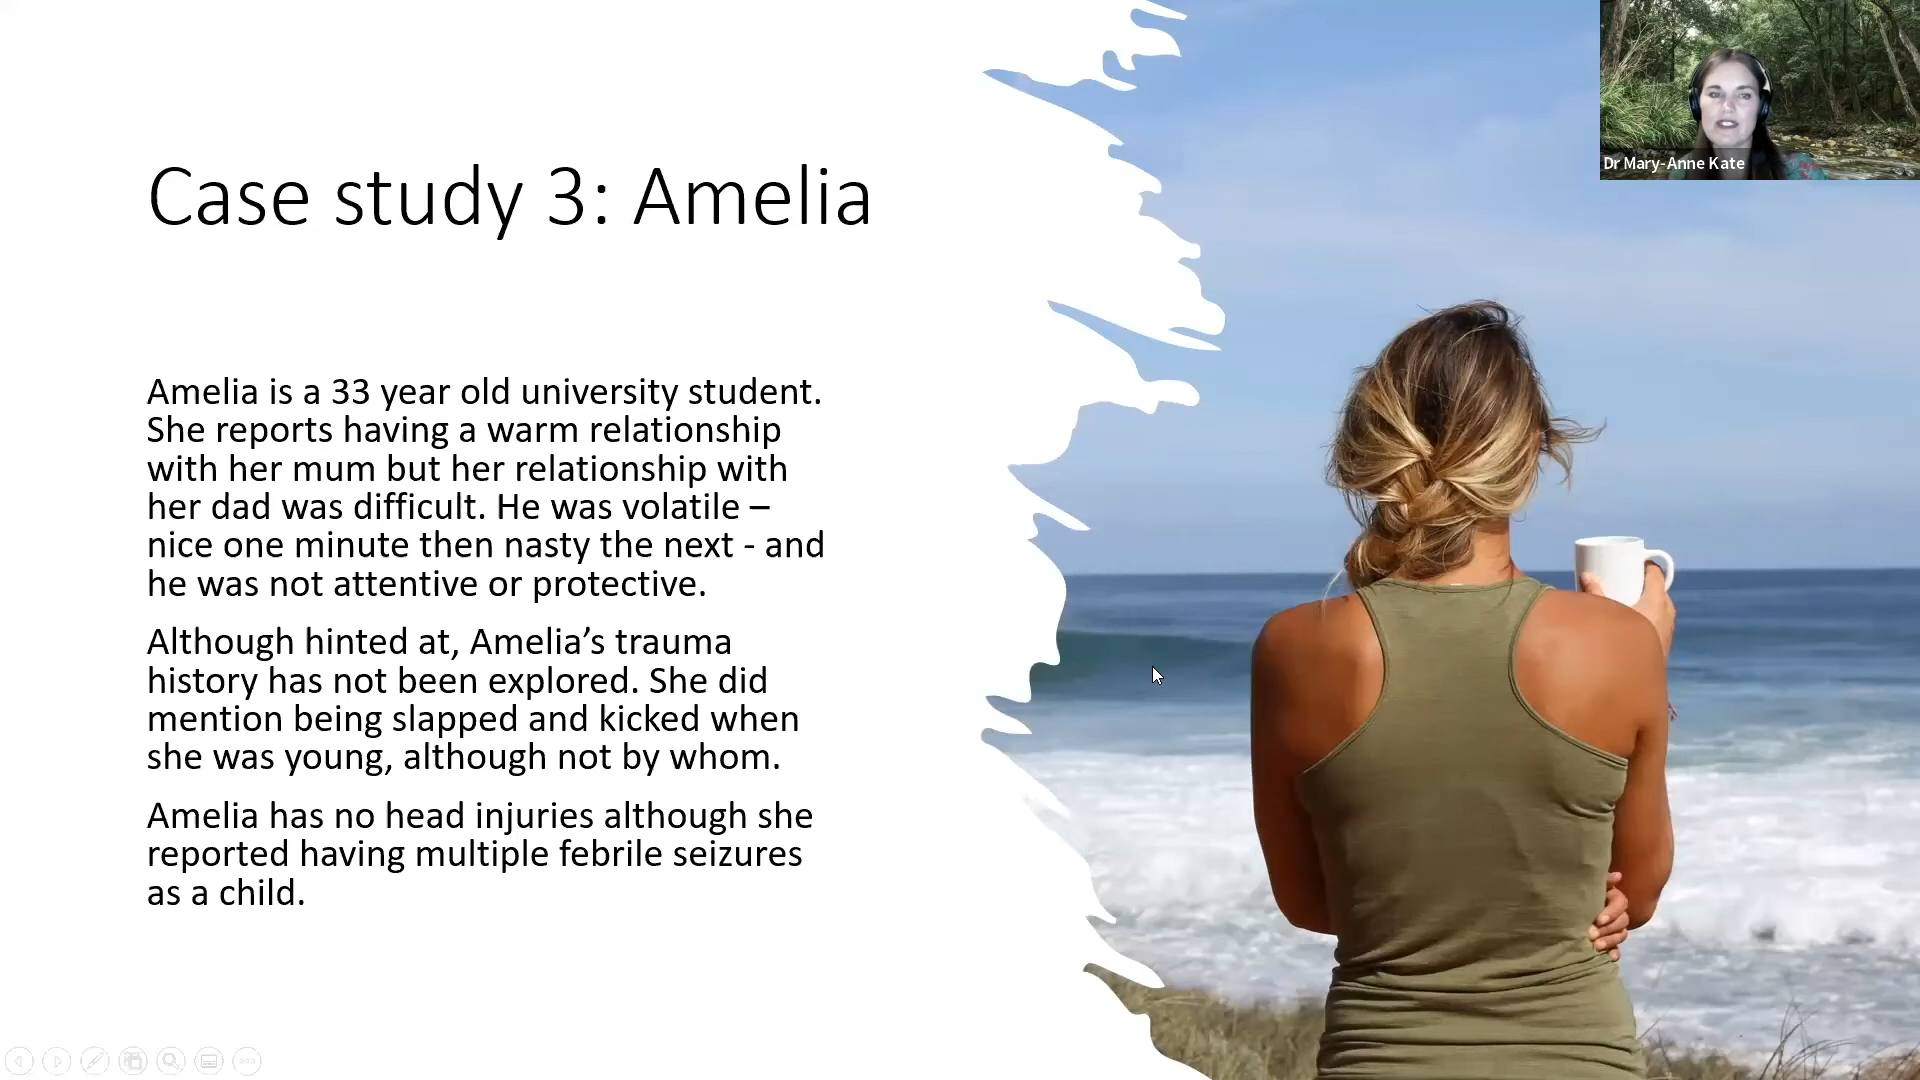 Dr Mary-Anne Kate
Case study 3: Amelia
Amelia is a 33 year old university student.
She reports having a warm relationship
with her mum but her relationship with
her dad was difficult. He was volatile –
nice one minute then nasty the next - and
he was not attentive or protective.
Although hinted at, Amelia’s trauma
history has not been explored. She did
mention being slapped and kicked when
she was young, although not by whom.
Amelia has no head injuries although she
reported having multiple febrile seizures
as a child.